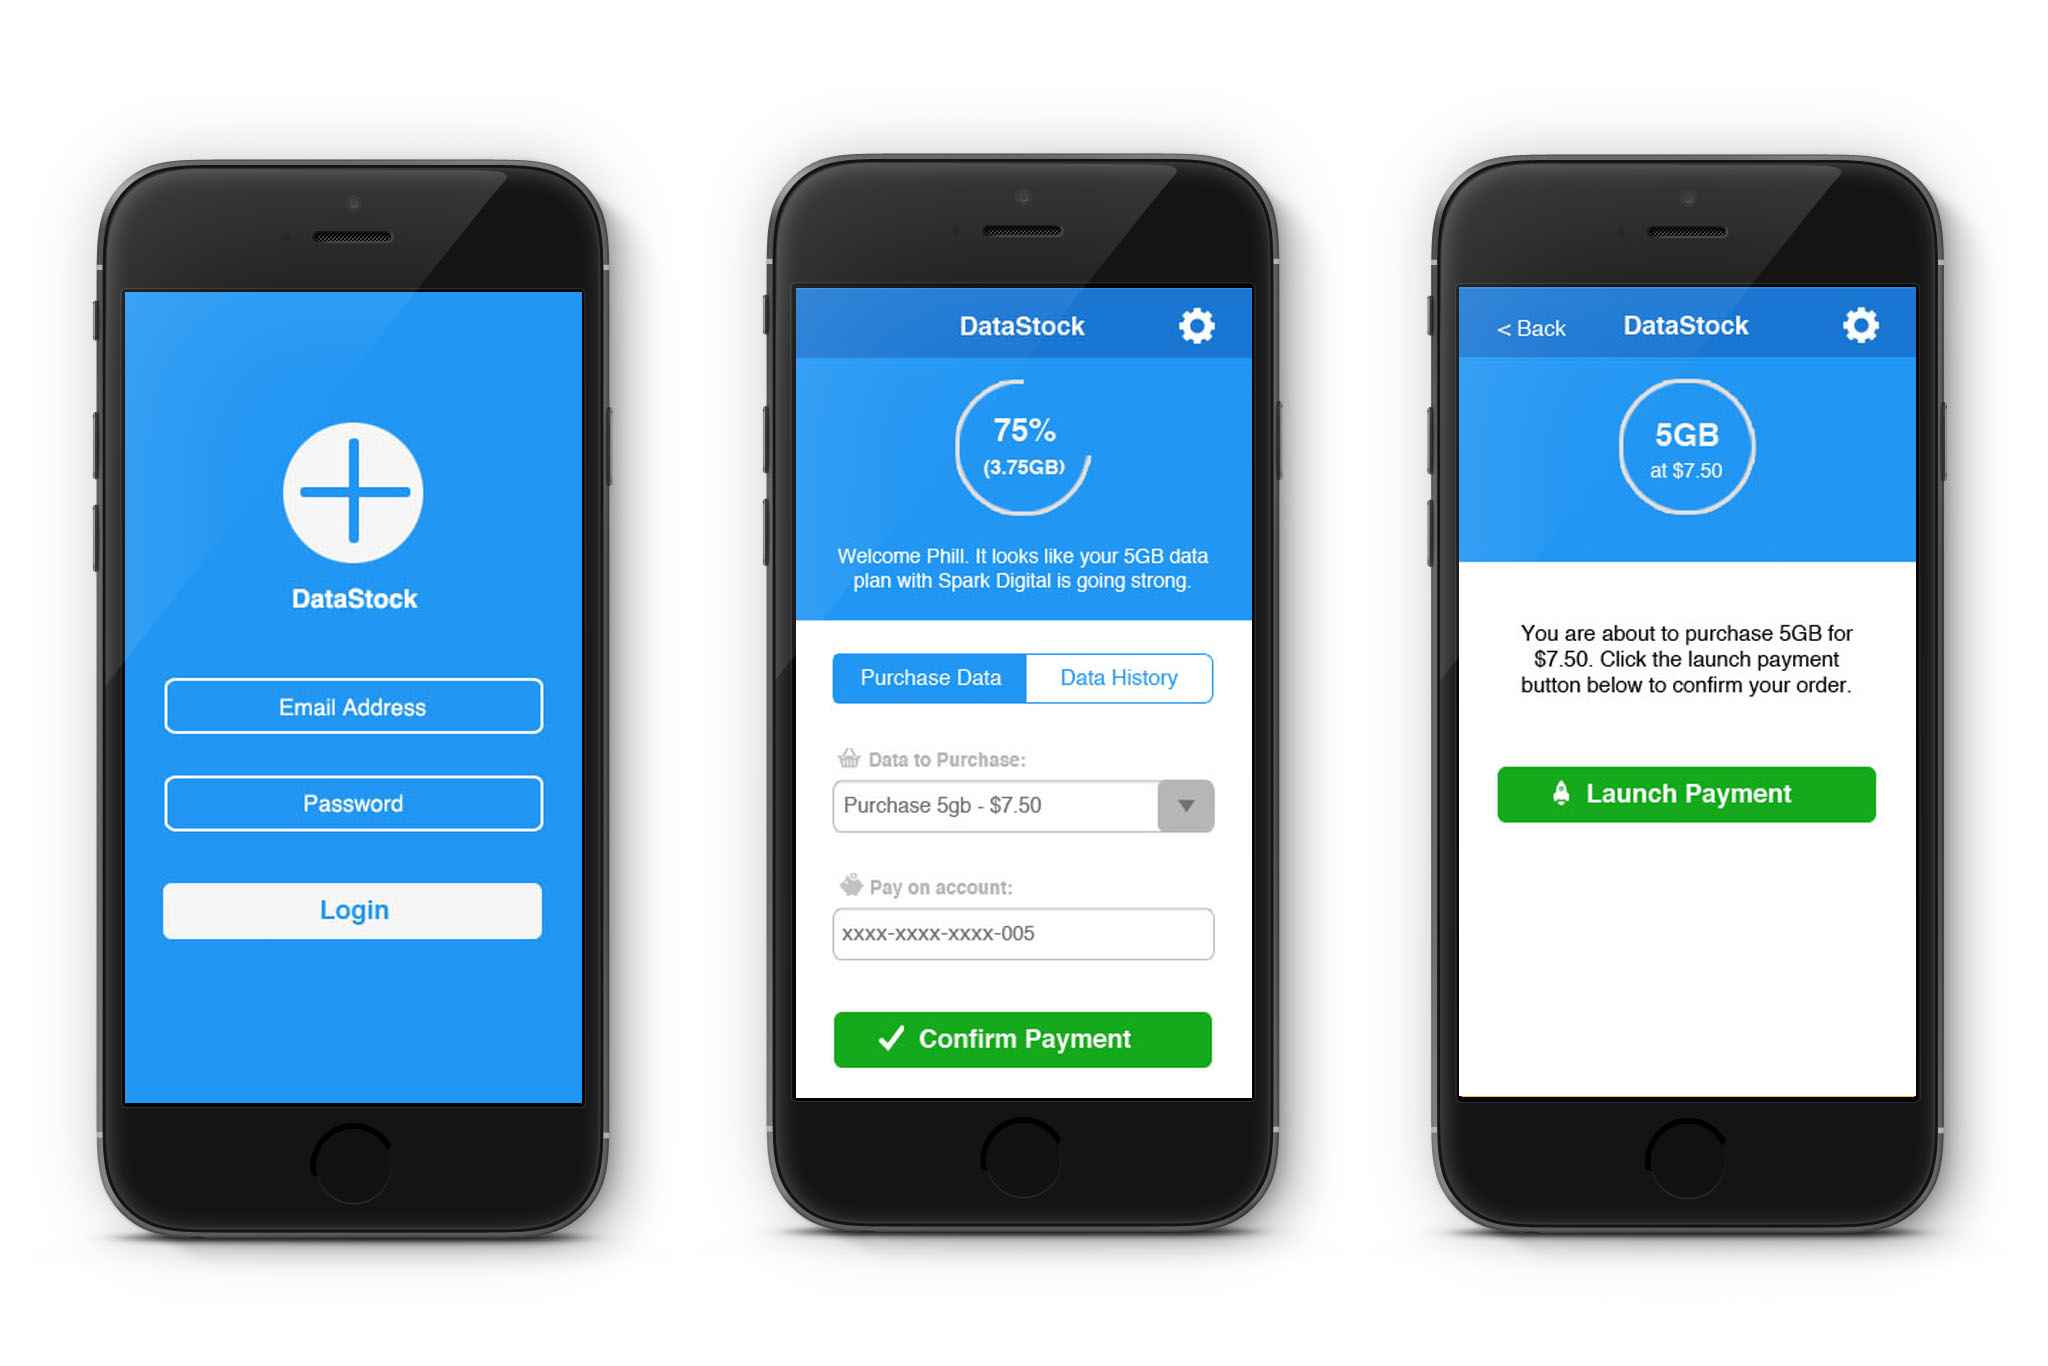 DataStock
Email Address
Password
Login
DataStock
75%
(3.75GB)
Welcome Phill. It looks like your 5GB data
plan with Spark Digital is going strong.
Purchase Data
Data History
Data to Purchase:
Purchase 5gb - $7.50
Pay on account:
xxxx-xxxx-xxxx-005
Confirm Payment
< Back
DataStock
5GB
at $7.50
You are about to purchase 5GB for
$7.50. Click the launch payment
button below to confirm your order.
Launch Payment